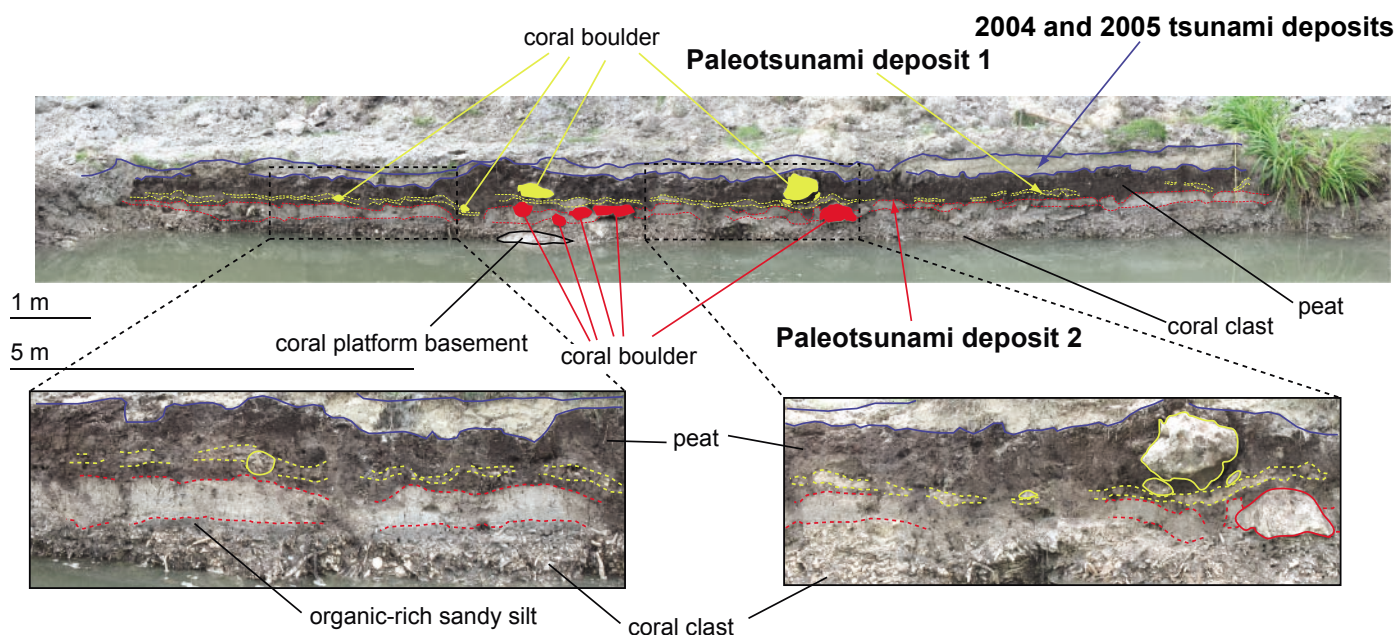 2004 and 2005 tsunami deposits
coral boulder
Paleotsunami deposit 1
1 m
peat
coral clast
Paleotsunami deposit 2
coral platform basement
coral boulder
5 m
peat
organic-rich sandy silt
coral clast